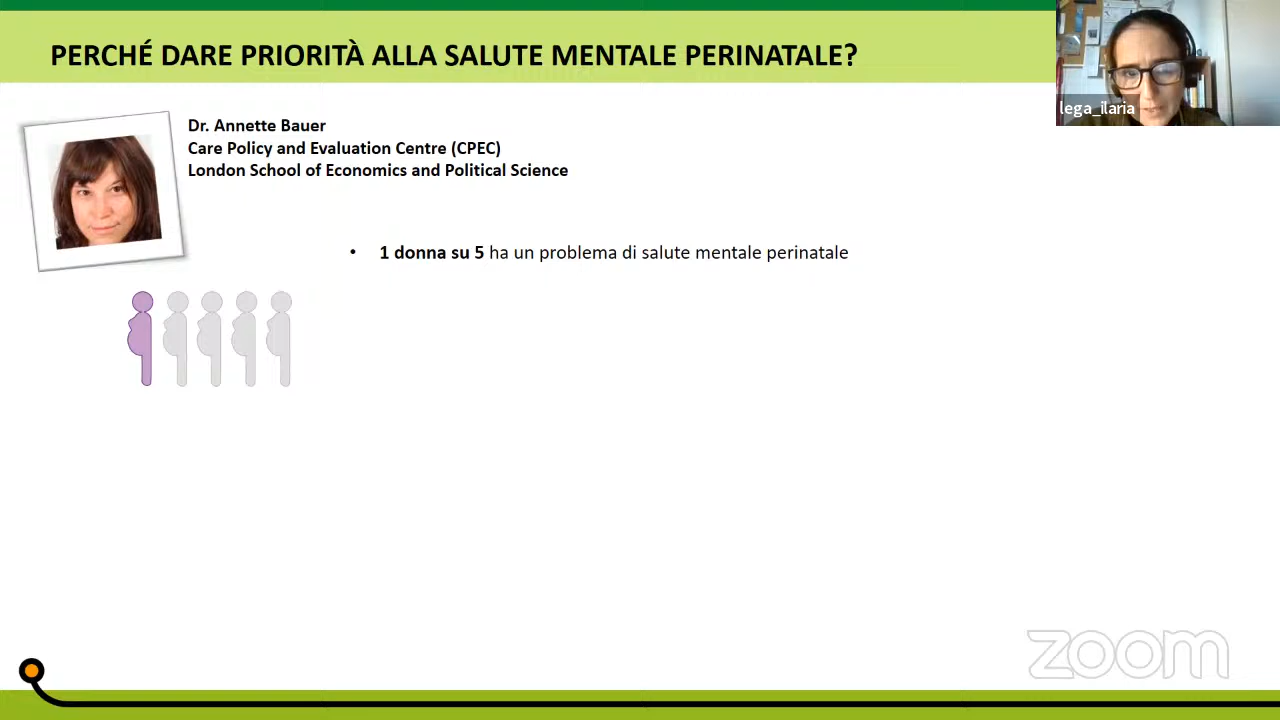 PERCHÉ DARE PRIORITÀ ALLA SALUTE MENTALE PERINATALE?
lega_ilaria
Dr. Annette Bauer
Care Policy and Evaluation Centre (CPEC)
London School of Economics and Political Science
• 1 donna su 5 ha un problema di salute mentale perinatale
zoom